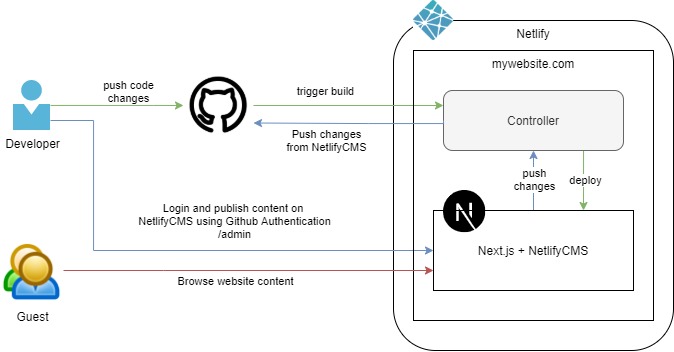 Netlify
mywebsite.com
push code
changes
trigger build
Controller
Developer
Push changes
from NetlifyCMS
push
changes
deploy
Login and publish content on
NetlifyCMS using Github Authentication
/admin
N
Next.js + NetlifyCMS
Browse website content
Guest